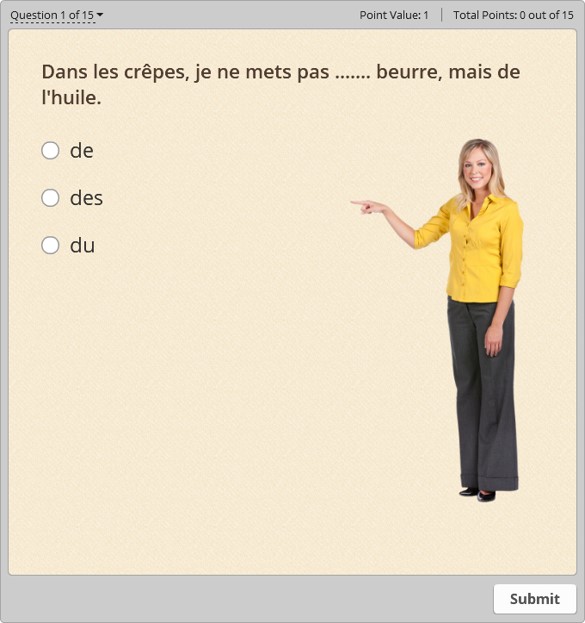 Question 1 of 15
Point Value: 1 | Total Points: 0 out of 15
Dans les crêpes, je ne mets pas ....... beurre, mais de
l'huile.
de
des
du
Submit